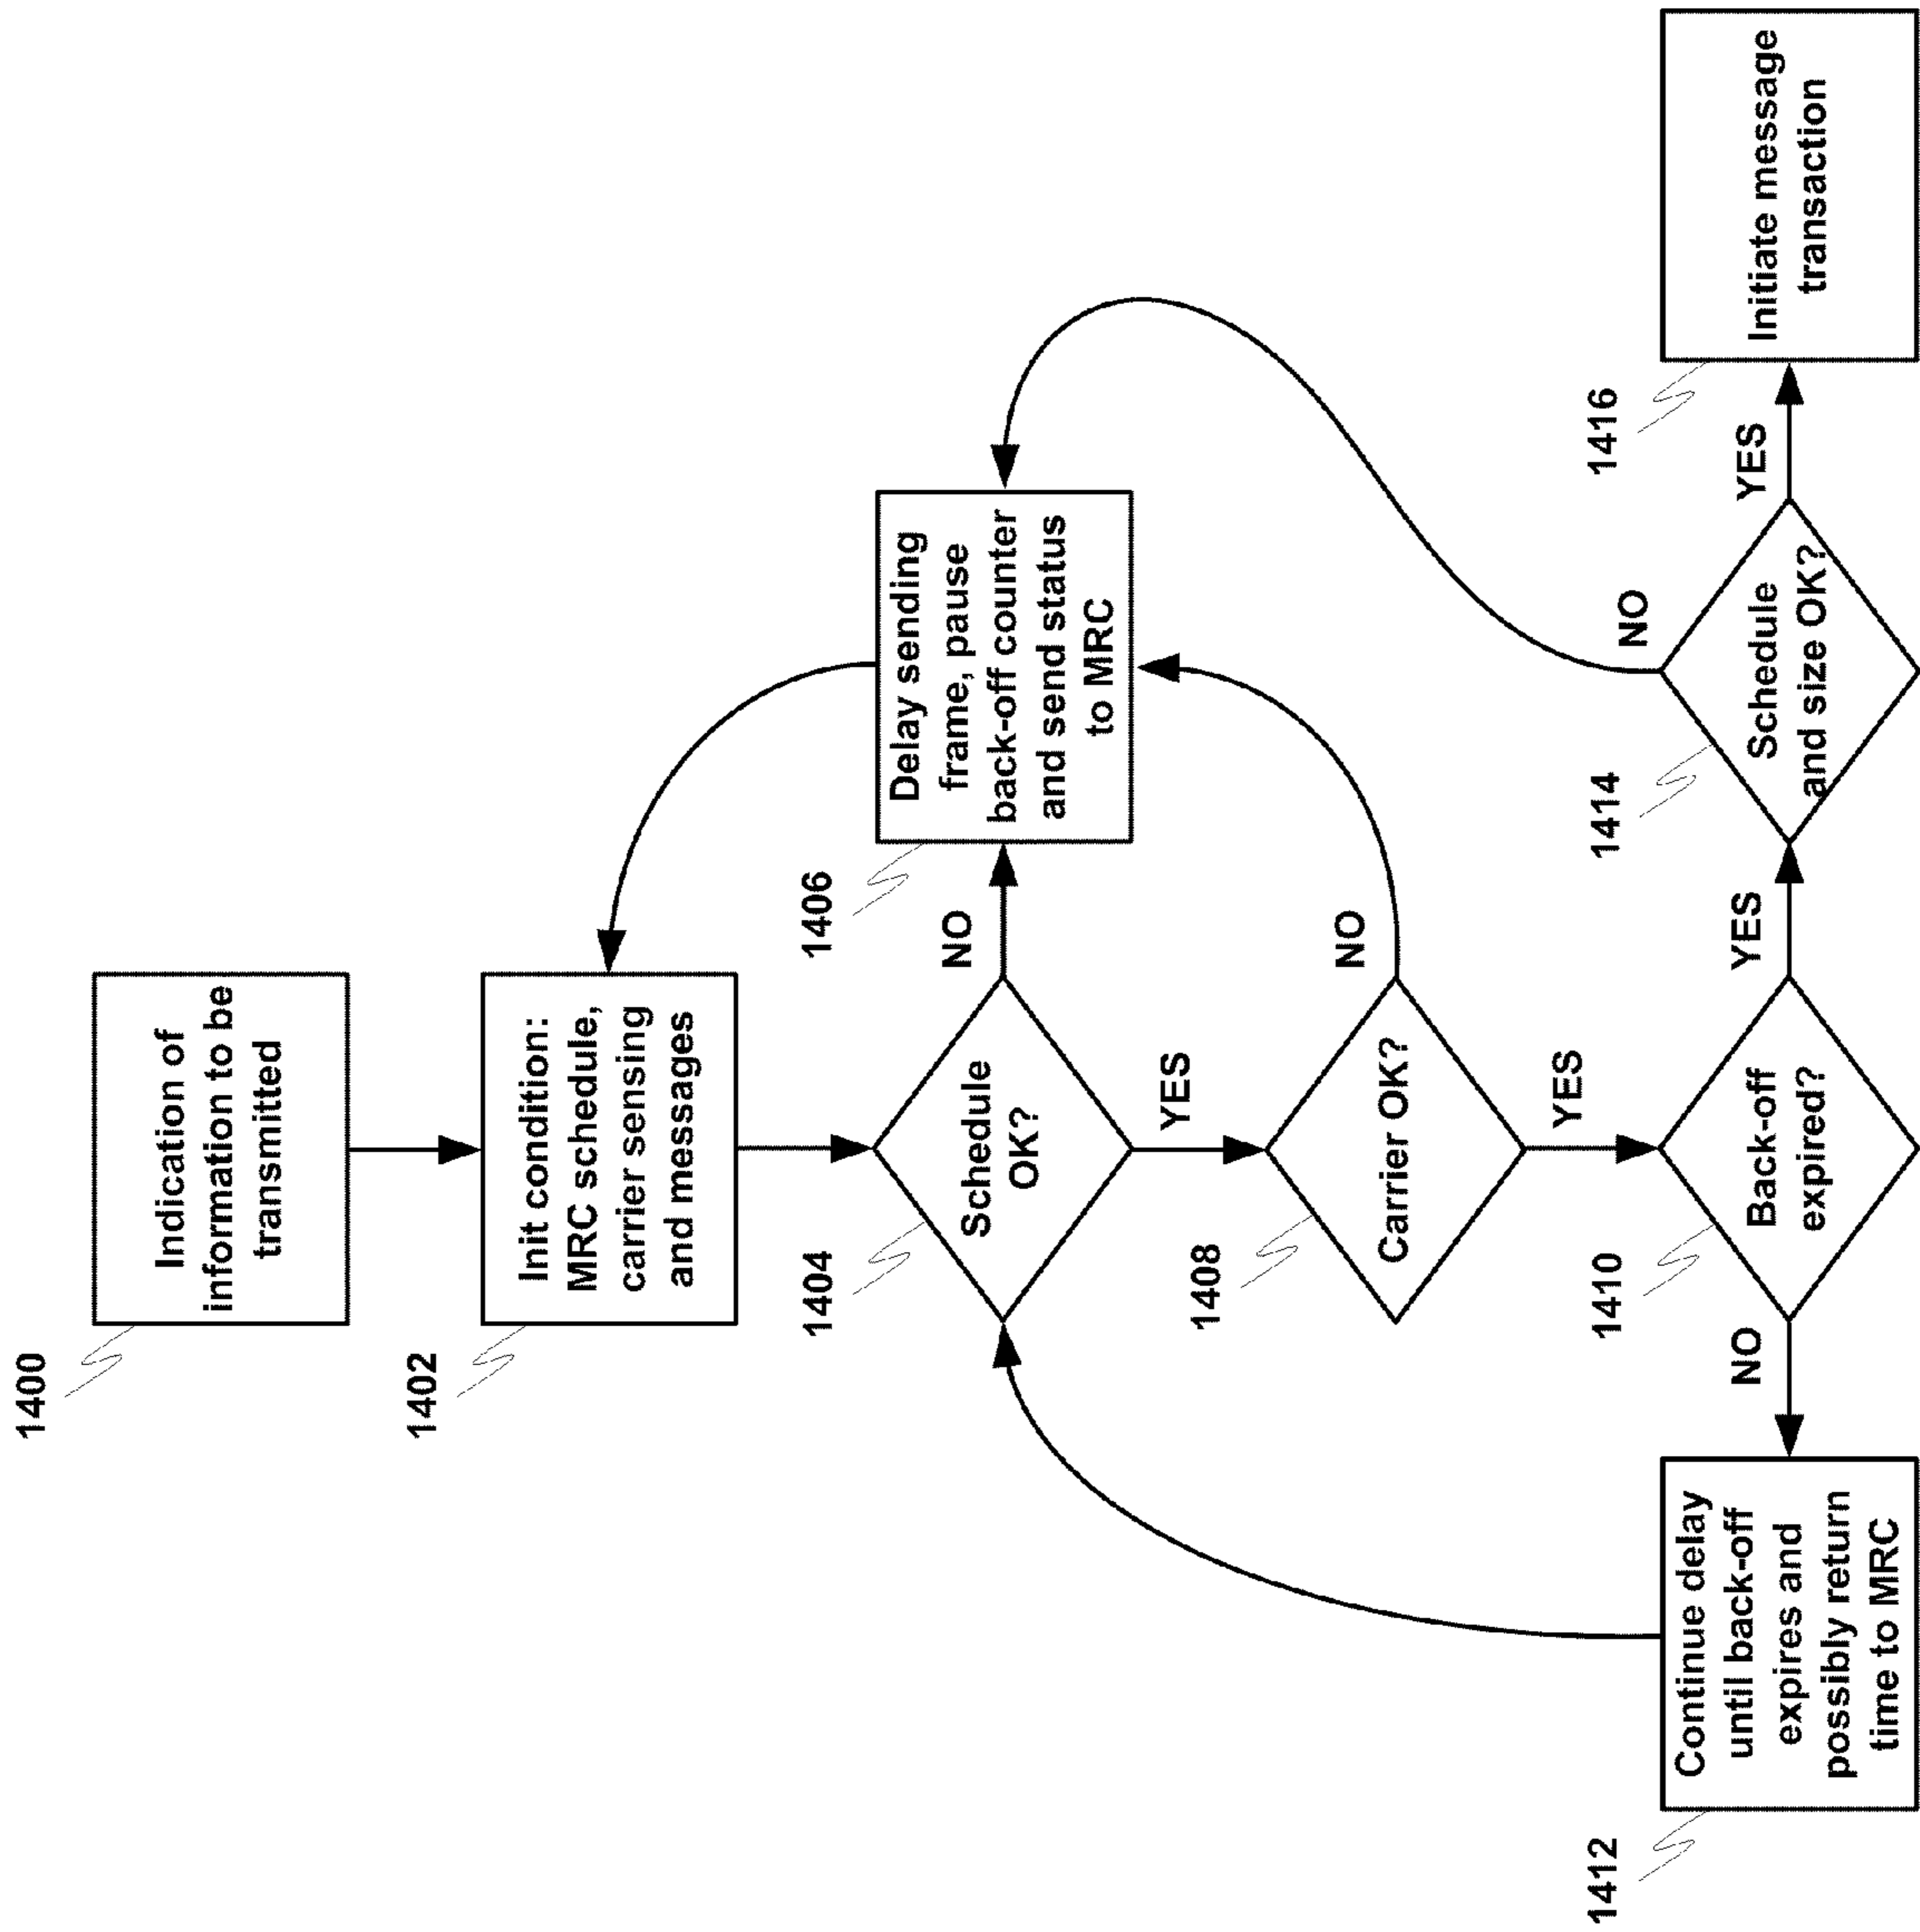 1400
Indication of
information to be
transmitted
1402
Init condition:
MRC schedule,
carrier sensing
and messages
1404
Schedule
OK?
NO
YES
1406
Delay sending
frame, pause
back-off counter
and send status
to MRC
1408
Carrier OK?
NO
YES
1410
Back-off
expired?
NO
YES
1412
Continue delay
until back-off
expires and
possibly return
time to MRC
1414
Schedule
and size OK?
NO
YES
1416
Initiate message
transaction